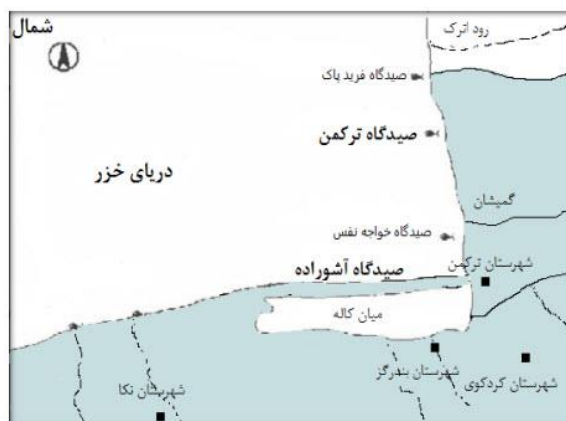 شمال
رود اترک
صیدگاه فرید پاک
صیدگاه ترکمن
دریای خزر
گمیشان
صیدگاه خواجه نفس
صیدگاه آشوراده
شهرستان ترکمن
میان کاله
شهرستان بندرگز
شهرستان کردکوی
شهرستان نکا